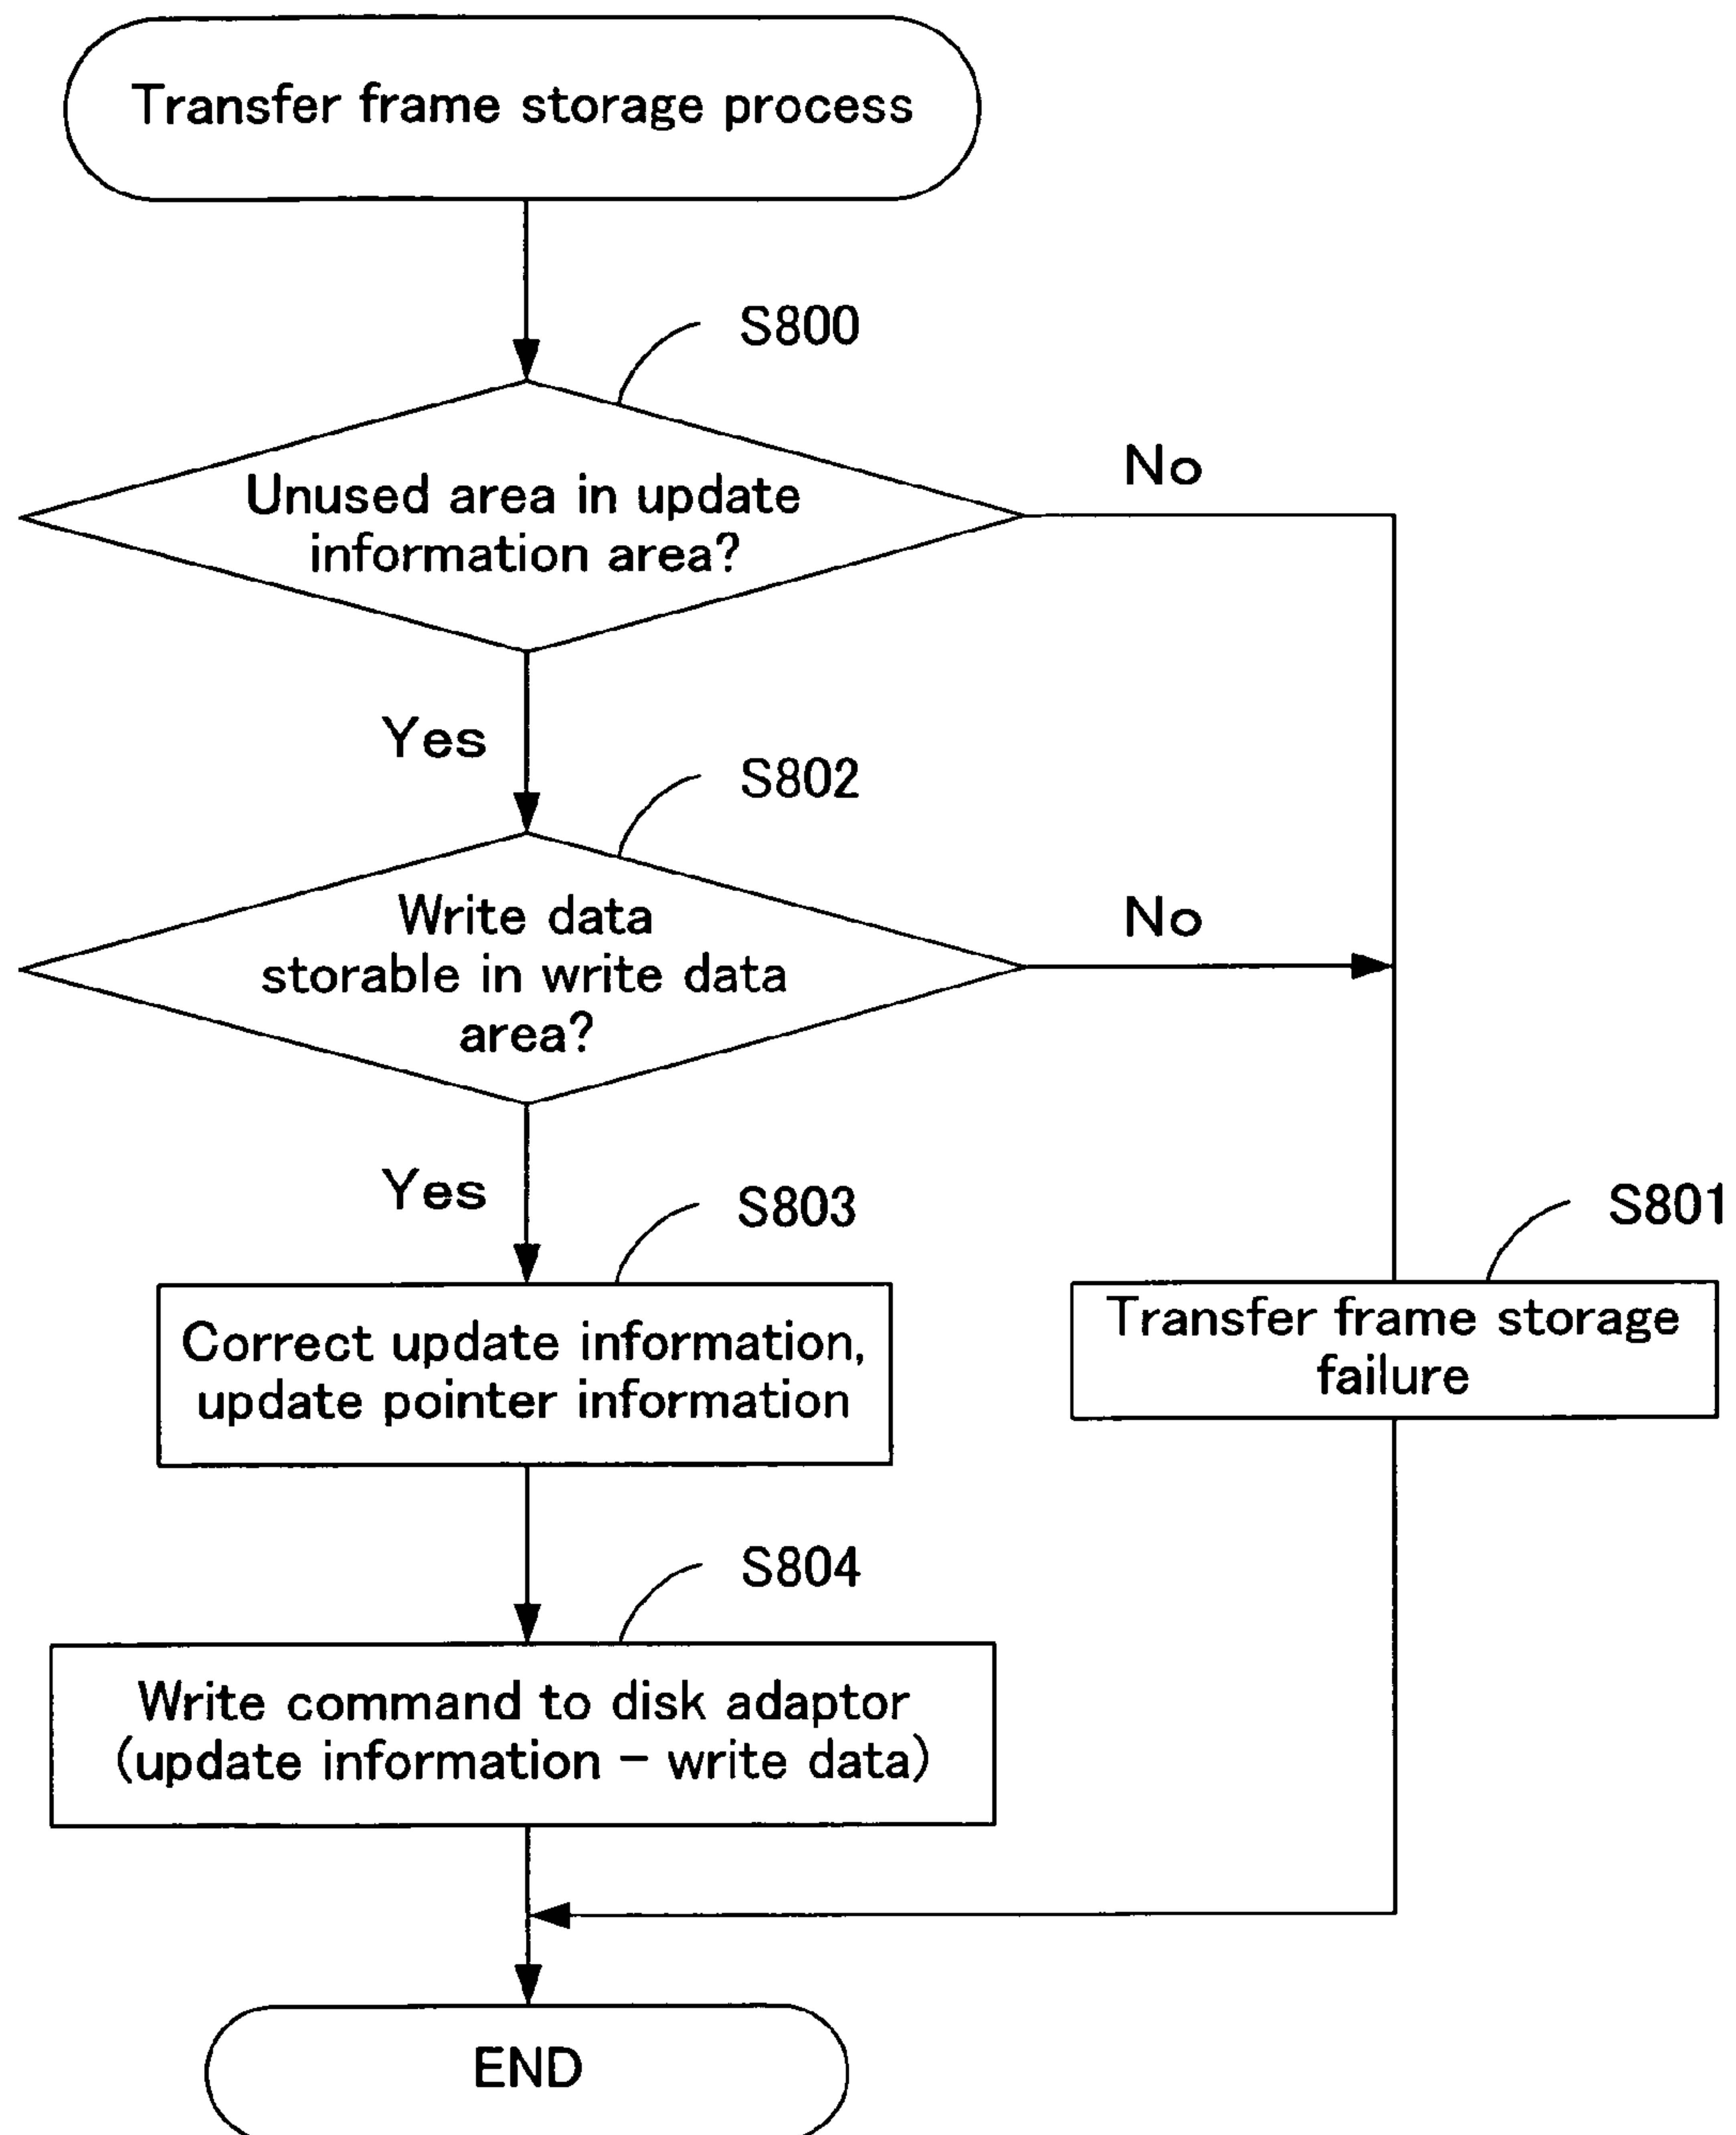 Transfer frame storage process
S800
Unused area in update
information area?
No
Yes
S802
Write data
storable in write data
area?
No
Yes
S803
Correct update information,
update pointer information
S801
Transfer frame storage
failure
S804
Write command to disk adaptor
(update information – write data)
END